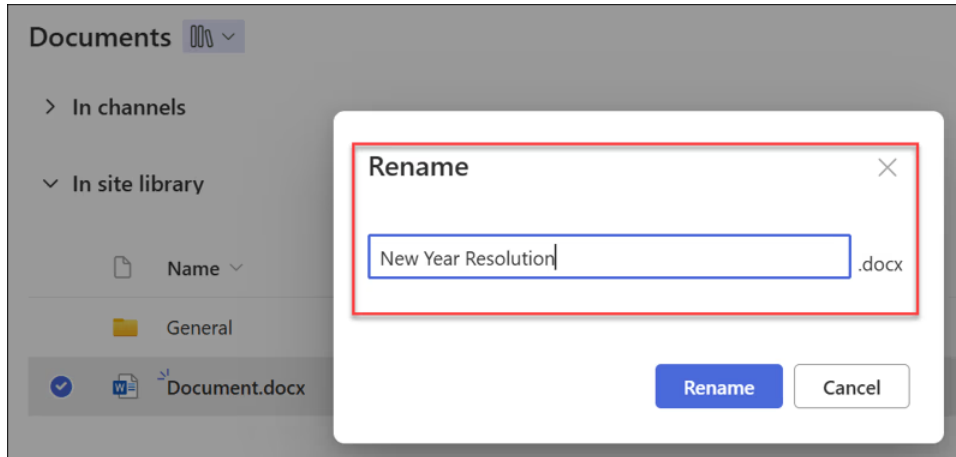 Documents
In channels
In site library
Name
General
Document.docx
Rename
New Year Resolution
.docx
Rename
Cancel